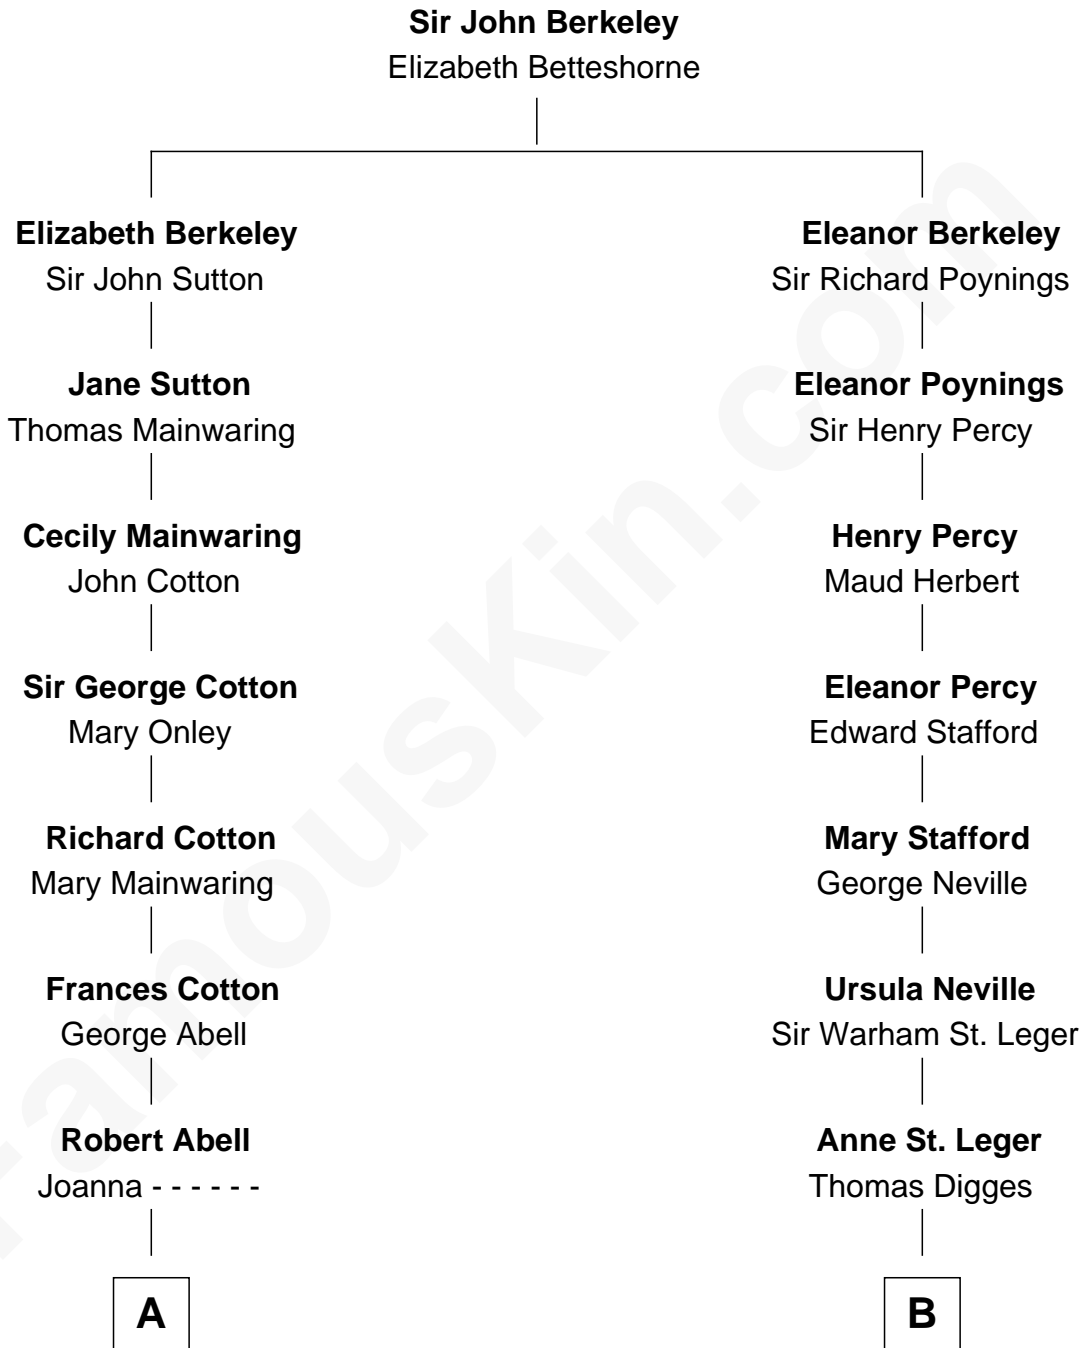 Sir John Berkeley
Elizabeth Betteshorne
Elizabeth Berkeley
Sir John Sutton
Jane Sutton
Thomas Mainwaring
Cecily Mainwaring
John Cotton
Sir George Cotton
Mary Onley
Richard Cotton
Mary Mainwaring
Frances Cotton
George Abell
Robert Abell
Joanna - - - - - -
A
Eleanor Berkeley
Sir Richard Poynings
Eleanor Poynings
Sir Henry Percy
Henry Percy
Maud Herbert
Eleanor Percy
Edward Stafford
Mary Stafford
George Neville
Ursula Neville
Sir Warham St. Leger
Anne St. Leger
Thomas Digges
B
FamousKin.com